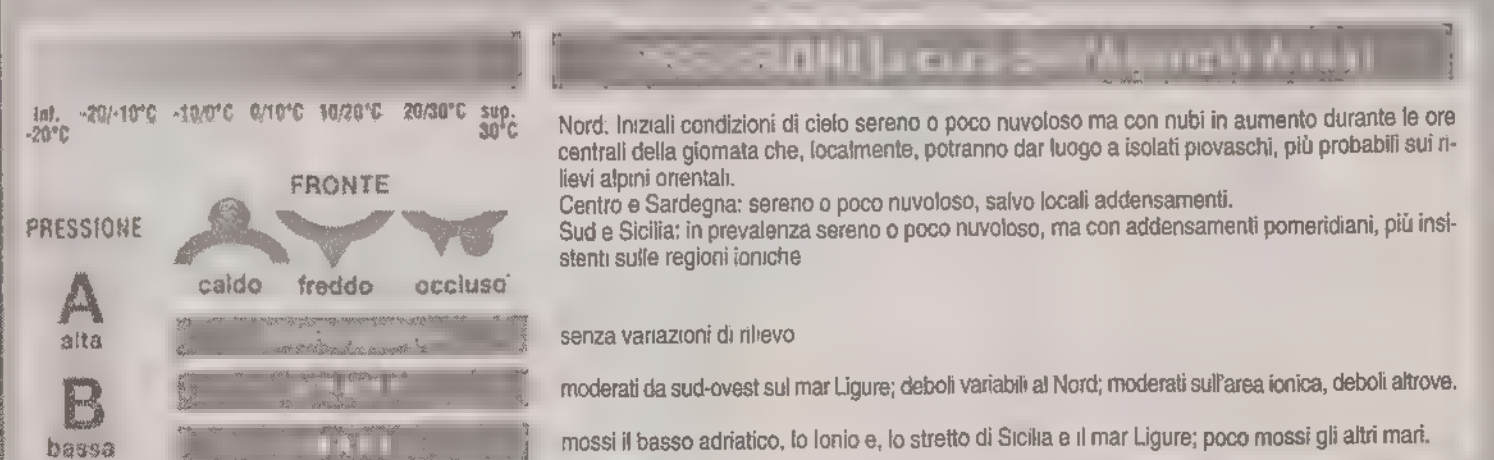 inf. -20°C -20/-10°C -10/0°C 0/10°C 10/20°C 20/30°C sup. 30°C
FRONTE
PRESSIONE
caldo freddo occluso
A
alta
B
bassa
Nord: Iniziali condizioni di cielo sereno o poco nuvoloso ma con nubi in aumento durante le ore
centrali della giornata che, localmente, potranno dar luogo a isolati piovaschi, più probabili sui ri-
lievi alpini orientali.
Centro e Sardegna: sereno o poco nuvoloso, salvo locali addensamenti.
Sud e Sicilia: in prevalenza sereno o poco nuvoloso, ma con addensamenti pomeridiani, più insi-
stenti sulle regioni ioniche
senza variazioni di rilievo
moderati da sud-ovest sul mar Ligure; deboli variabili al Nord; moderati sull'area ionica, deboli altrove.
mossi il basso adriatico, lo Ionio e, lo stretto di Sicilia e il mar Ligure; poco mossi gli altri mari.